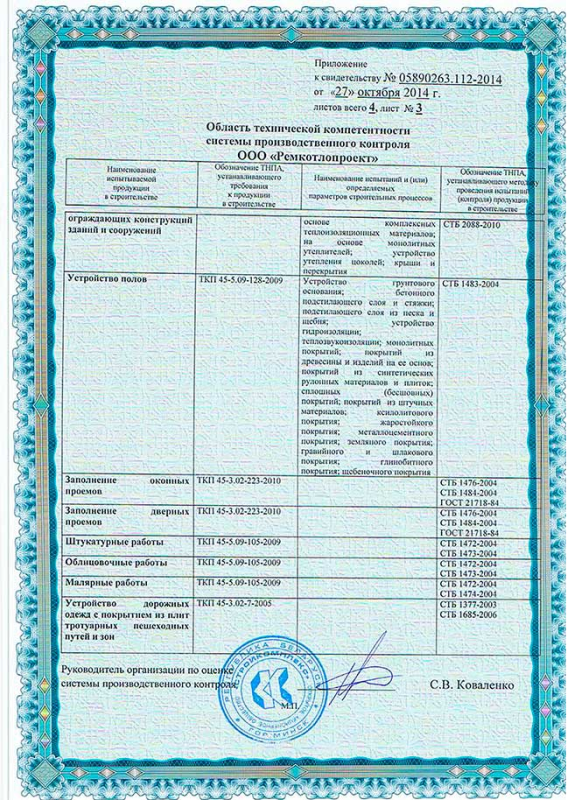 Приложение
к свидетельству № 05890263.112-2014
от «27» октября 2014 г.
листов всего 4, лист № 3
Область технической компетентности
системы производственного контроля
ООО «Ремкотлопроект»
Наименование
испытываемой
продукции
в строительстве
Обозначение ТНПА,
устанавливающего
требования
к продукции
в строительстве
Наименование испытаний и (или)
определяемых
параметров строительных процессов
Обозначение ТНПА,
устанавливающего методику
проведения испытаний
(контроля) продукции
в строительстве
ограждающих конструкций
зданий и сооружений
основе комплексных
теплоизоляционных материалов;
на основе монолитных
утеплителей; устройство
утепления цоколей; крыши и
перекрытия
СТБ 2088-2010
Устройство полов
ТКП 45-5.09-128-2009
Устройство грунтового
основания; бетонного
подстилающего слоя и стяжки;
подстилающего слоя из песка и
щебня; устройство
гидроизоляции;
теплозвукоизоляции; монолитных
покрытий; покрытий из
древесины и изделий на ее основ;
покрытий из синтетических
рулонных материалов и плиток;
сплошных (бесшовных)
покрытий; покрытий из штучных
материалов; ксилолитового
покрытия; жаростойкого
покрытия; металлоцементного
покрытия; земляного покрытия;
гравийного и шлакового
покрытия; глинобитного
покрытия; щебеночного покрытия
СТБ 1483-2004
Заполнение оконных
проемов
ТКП 45-3.02-223-2010
СТБ 1476-2004
СТБ 1484-2004
ГОСТ 21718-84
Заполнение дверных
проемов
ТКП 45-3.02-223-2010
СТБ 1476-2004
СТБ 1484-2004
ГОСТ 21718-84
Штукатурные работы
ТКП 45-5.09-105-2009
СТБ 1472-2004
СТБ 1473-2004
Облицовочные работы
ТКП 45-5.09-105-2009
СТБ 1472-2004
СТБ 1473-2004
Малярные работы
ТКП 45-5.09-105-2009
СТБ 1472-2004
СТБ 1474-2004
Устройство дорожных
одежд с покрытием из плит
тротуарных пешеходных
путей и зон
ТКП 45-3.02-7-2005
СТБ 1377-2003
СТБ 1685-2006
Руководитель организации по оценке
системы производственного контроля
М.П.
С.В. Коваленко
РЕСПУБЛИКА БЕЛАРУСЬ
ГОР. МИНСК